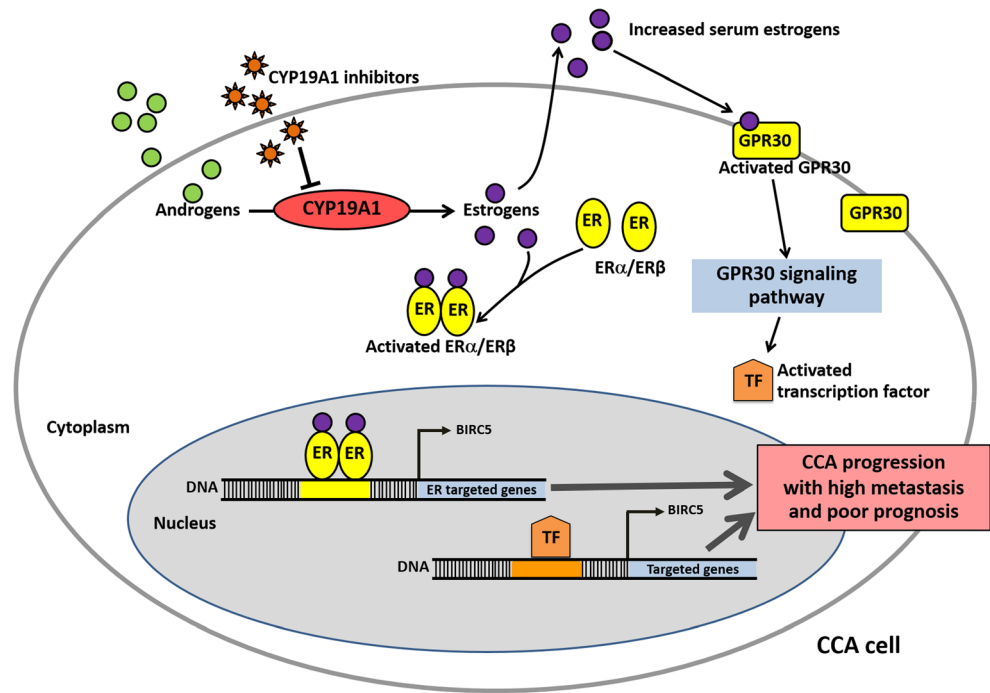 Increased serum estrogens
CYP19A1 inhibitors
GPR30
Activated GPR30
Androgens
CYP19A1
Estrogens
ER
ER
GPR30
ERα/ERβ
GPR30 signaling
pathway
ER
ER
Activated ERα/ERβ
TF
Activated
transcription factor
Cytoplasm
BIRC5
ER
ER
CCA progression
with high metastasis
and poor prognosis
DNA
ER targeted genes
Nucleus
BIRC5
TF
DNA
Targeted genes
CCA cell